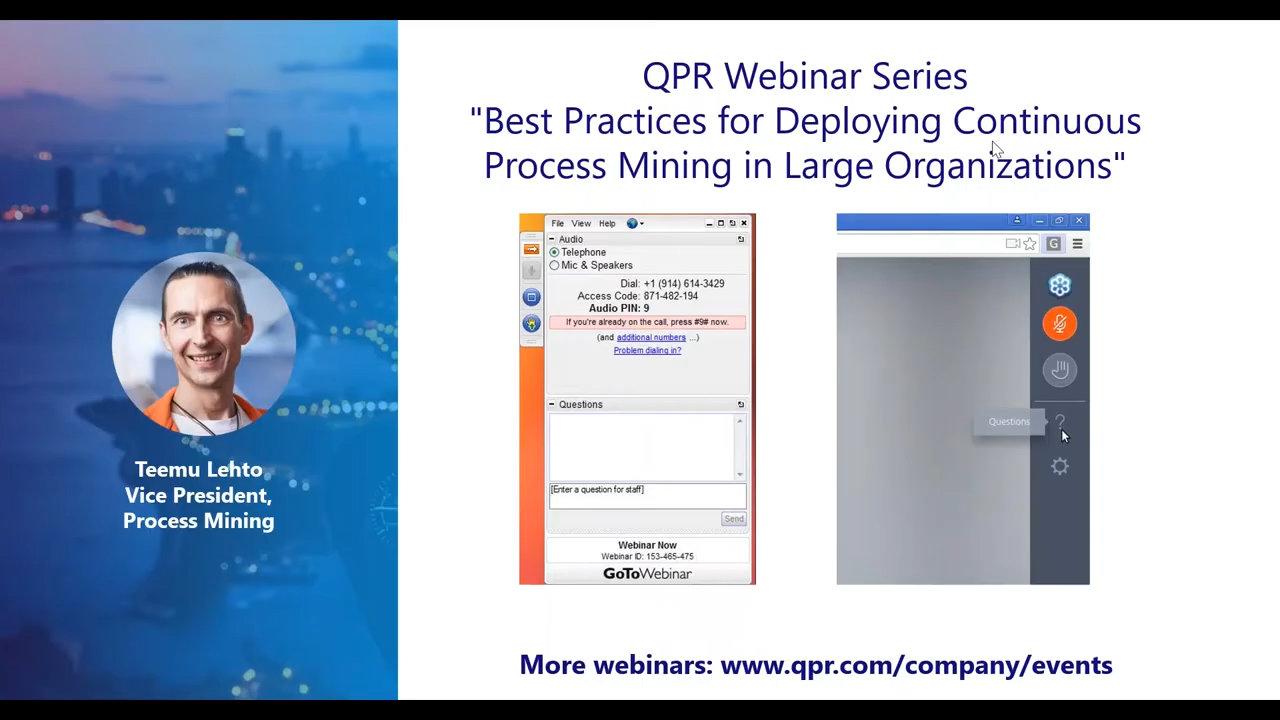 QPR Webinar Series
"Best Practices for Deploying Continuous
Process Mining in Large Organizations"
Teemu Lehto
Vice President,
Process Mining
File View Help
Audio
Telephone
Mic & Speakers
Dial: +1 (914) 614-3429
Access Code: 871-482-194
Audio PIN: 9
If you're already on the call, press #9# now.
(and additional numbers ...)
Problem dialing in?
Questions
[Enter a question for staff]
Send
Webinar Now
Webinar ID: 153-465-475
GoToWebinar
G
Questions
?
More webinars: www.qpr.com/company/events